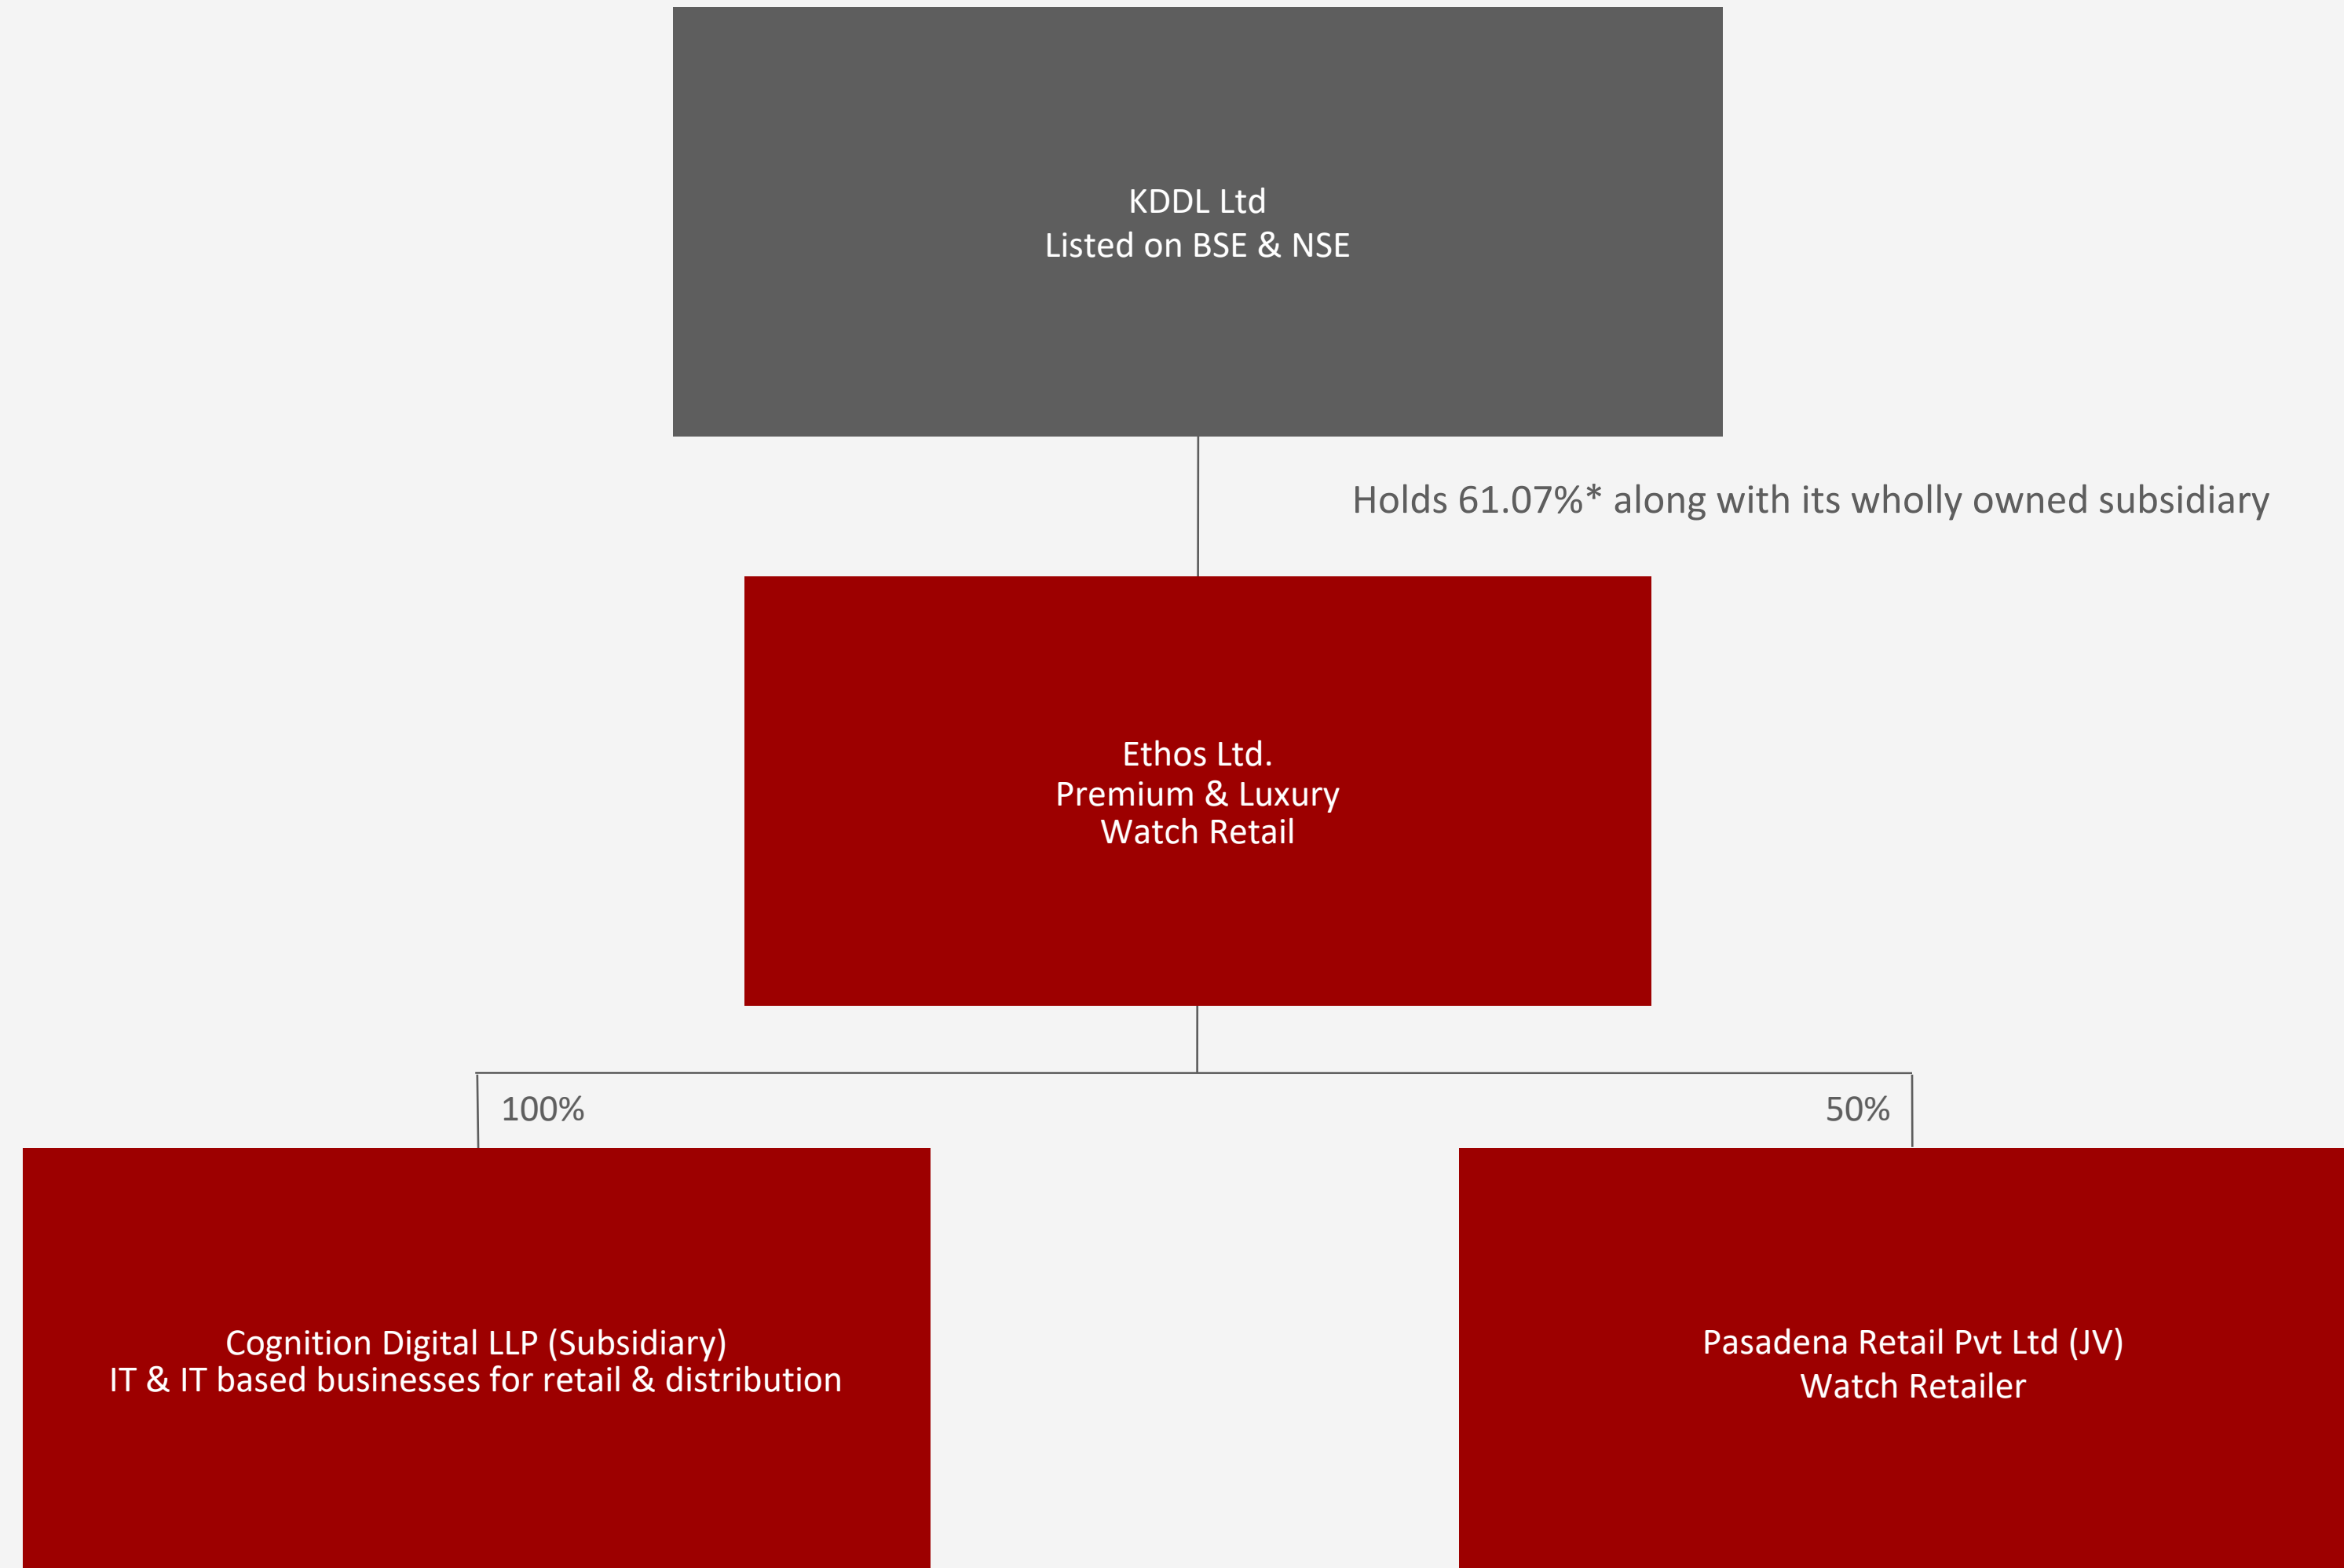 KDDL Ltd
Listed on BSE & NSE
Holds 61.07%* along with its wholly owned subsidiary
Ethos Ltd.
Premium & Luxury
Watch Retail
100%
50%
Cognition Digital LLP (Subsidiary)
IT & IT based businesses for retail & distribution
Pasadena Retail Pvt Ltd (JV)
Watch Retailer